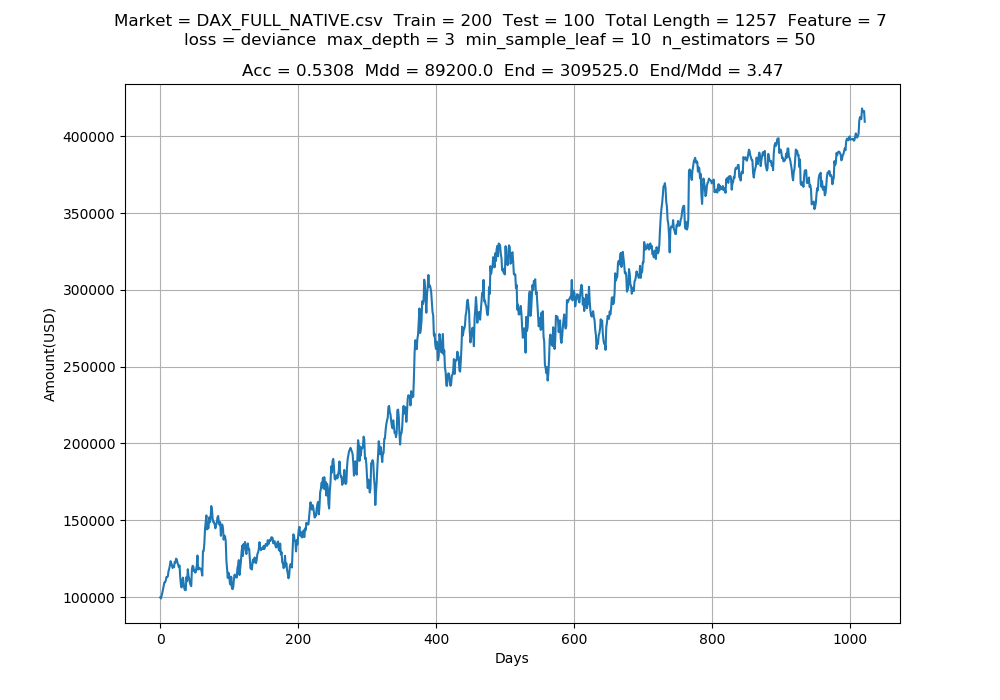 Market = DAX_FULL_NATIVE.csv  Train = 200  Test = 100  Total Length = 1257  Feature = 7
loss = deviance  max_depth = 3  min_sample_leaf = 10  n_estimators = 50
Acc = 0.5308  Mdd = 89200.0  End = 309525.0  End/Mdd = 3.47
400000
350000
300000
250000
200000
150000
100000
Amount(USD)
0 200 400 600 800 1000
Days